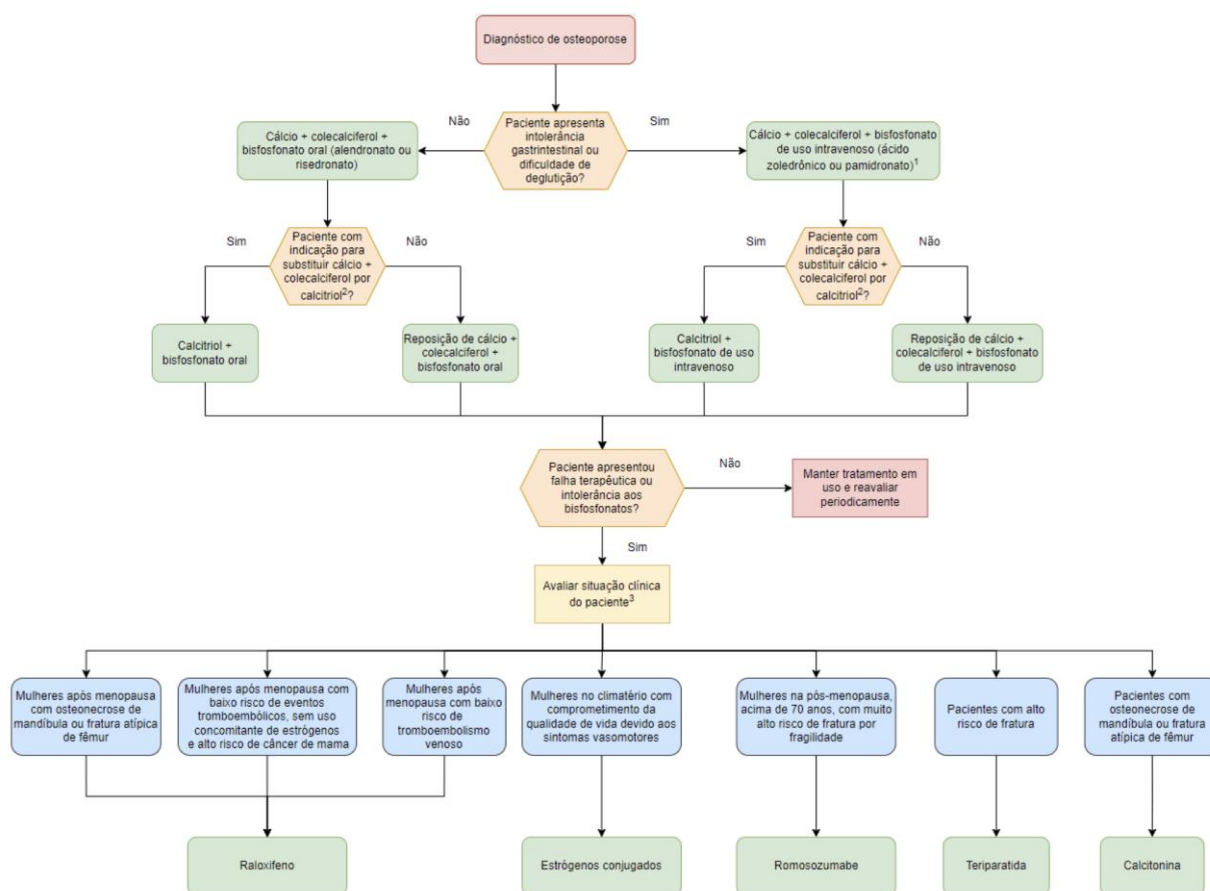 Diagnóstico de osteoporose
Não
Paciente apresenta
intolerância
gastrintestinal ou
dificuldade de
deglutição?
Sim
Cálcio + colecalciferol +
bisfosfonato oral (alendronato ou
risedronato)
Cálcio + colecalciferol + bisfosfonato
de uso intravenoso (ácido
zoledrônico ou pamidronato)¹
Sim
Paciente com
indicação para
substituir cálcio +
colecalciferol por
calcitriol²?
Não
Sim
Paciente com
indicação para
substituir cálcio +
colecalciferol por
calcitriol²?
Não
Calcitriol +
bisfosfonato oral
Reposição de cálcio +
colecalciferol +
bisfosfonato oral
Calcitriol +
bisfosfonato de uso
intravenoso
Reposição de cálcio +
colecalciferol + bisfosfonato
de uso intravenoso
Paciente apresentou
falha terapêutica ou
intolerância aos
bisfosfonatos?
Não
Manter tratamento em
uso e reavaliar
periodicamente
Sim
Avaliar situação clínica
do paciente³
Mulheres após menopausa
com osteonecrose de
mandíbula ou fratura atípica
de fêmur
Mulheres após menopausa com
baixo risco de eventos
tromboembólicos, sem uso
concomitante de estrógenos
e alto risco de câncer de mama
Mulheres após
menopausa com baixo
risco de
tromboembolismo
venoso
Mulheres no climatério com
comprometimento da
qualidade de vida devido aos
sintomas vasomotores
Mulheres na pós-menopausa,
acima de 70 anos, com muito
alto risco de fratura por
fragilidade
Pacientes com alto
risco de fratura
Pacientes com
osteonecrose de
mandíbula ou fratura
atípica de fêmur
Raloxifeno
Estrógenos conjugados
Romosozumabe
Teriparatida
Calcitonina